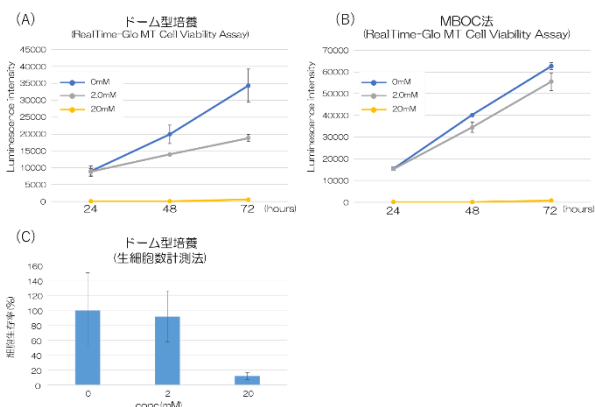 (A)
ドーム型培養
(RealTime-Glo MT Cell Viability Assay)
Luminescence intensity
45000
40000
35000
30000
25000
20000
15000
10000
5000
0
0mM
2.0mM
20mM
24
48
72
(hours)
(B)
MBOC法
(RealTime-Glo MT Cell Viability Assay)
Luminescence intensity
70000
60000
50000
40000
30000
20000
10000
0
0mM
2.0mM
20mM
24
48
72
(hours)
(C)
ドーム型培養
(生細胞数計測法)
細胞生存率(%)
160
140
120
100
80
60
40
20
0
0
2
20
conc(mM)